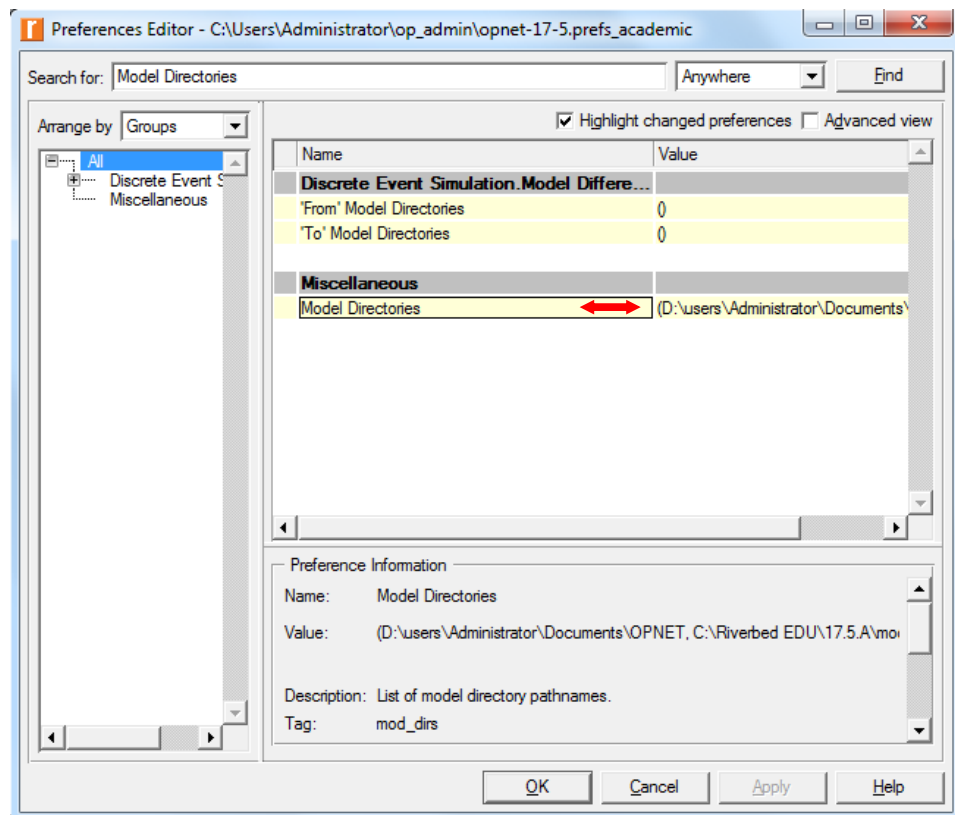 Preferences Editor - C:\Users\Administrator\op_admin\opnet-17-5.prefs_academic
Search for: Model Directories Anywhere Find
Arrange by Groups
All
Discrete Event S
Miscellaneous
Highlight changed preferences Advanced view
Name Value
Discrete Event Simulation.Model Differe...
'From' Model Directories ()
'To' Model Directories ()
Miscellaneous
Model Directories (D:\users\Administrator\Documents\
Preference Information
Name: Model Directories
Value: (D:\users\Administrator\Documents\OPNET, C:\Riverbed EDU\17.5.A\mo
Description: List of model directory pathnames.
Tag: mod_dirs
OK Cancel Apply Help